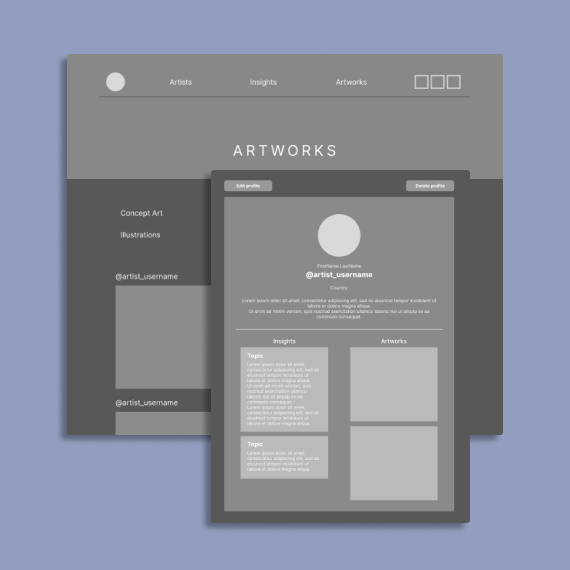 Artists
Insights
Artworks
ARTWORKS
Concept Art
Illustrations
@artist_username
@artist_username
Edit profile
Delete profile
FirstName LastName
@artist_username
Country
Lorem ipsum dolor sit amet, consectetur adipiscing elit, sed do eiusmod tempor incididunt ut
labore et dolore magna aliqua.
Ut enim ad minim veniam, quis nostrud exercitation ullamco laboris nisi ut aliquip ex ea
commodo consequat.
Insights
Topic
Lorem ipsum dolor sit amet,
consectetur adipiscing elit, sed do
eiusmod tempor incididunt ut
labore et dolore magna aliqua.
Ut enim ad minim veniam, quis
nostrud exercitation ullamco
laboris nisi ut aliquip ex ea
commodo consequat.
Lorem ipsum dolor sit amet,
consectetur adipiscing elit, sed do
eiusmod tempor incididunt ut
labore et dolore magna aliqua.
Topic
Lorem ipsum dolor sit amet,
consectetur adipiscing elit, sed do
eiusmod tempor incididunt ut
labore et dolore magna aliqua.
Artworks